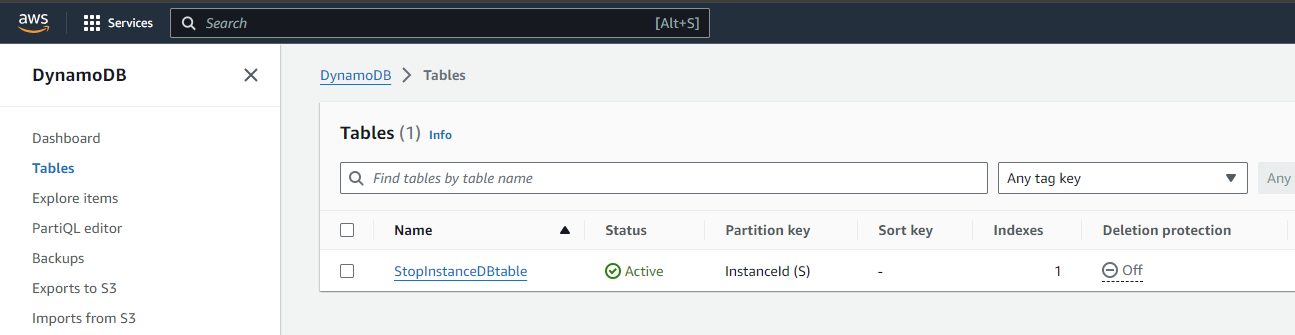 aws Services Search [Alt+S]
DynamoDB
DynamoDB Tables
Dashboard
Tables
Explore items
PartiQL editor
Backups
Exports to S3
Imports from S3
Tables (1) Info
Find tables by table name Any tag key Any
Name Status Partition key Sort key Indexes Deletion protection
StopInstanceDBtable Active InstanceId (S) - 1 Off